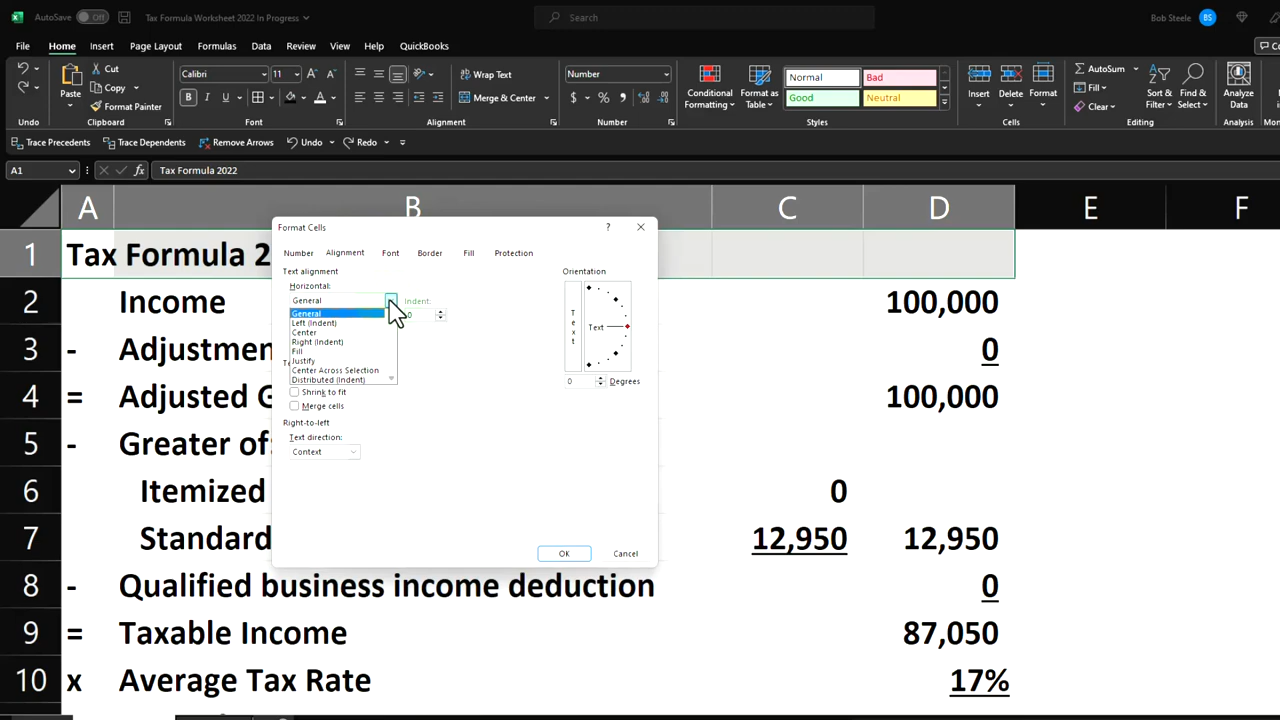 AutoSave Off Tax Formula Worksheet 2022 In Progress Search Bob Steele BS
File Home Insert Page Layout Formulas Data Review View Help QuickBooks
Paste Cut Copy Format Painter
Calibri 11 B I U A
Wrap Text Merge & Center
Number $ % ,
Conditional Formatting Format as Table
Normal Bad Good Neutral
Insert Delete Format
AutoSum Fill Clear
Sort & Filter Find & Select
Analyze Data
Undo Clipboard Font Alignment Number Styles Cells Editing Analysis
Trace Precedents Trace Dependents Remove Arrows Undo Redo
A1 fx Tax Formula 2022
A B C D E F
1 Tax Formula 2
2 Income 100,000
3 - Adjustmen 0
4 = Adjusted G 100,000
5 - Greater of:
6 Itemized 0
7 Standard 12,950 12,950
8 - Qualified business income deduction 0
9 = Taxable Income 87,050
10 x Average Tax Rate 17%
Format Cells ?
Number Alignment Font Border Fill Protection
Text alignment
Horizontal:
General Indent:
General 0
Left (Indent)
Center
Right (Indent)
Fill
Justify
Center Across Selection
Distributed (Indent)
Shrink to fit
Merge cells
Right-to-left
Text direction:
Context
Orientation
Text
Text
0 Degrees
OK Cancel